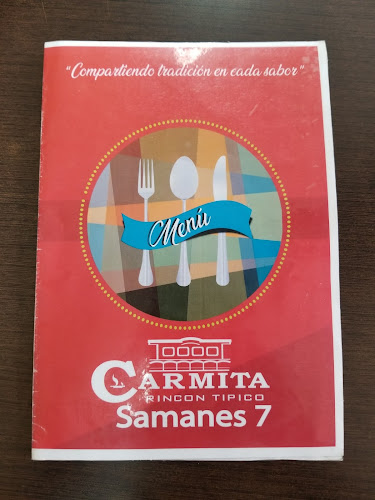 "Compartiendo tradición en cada sabor"
Menú
CARMITA
RINCON TIPICO
Samanes 7